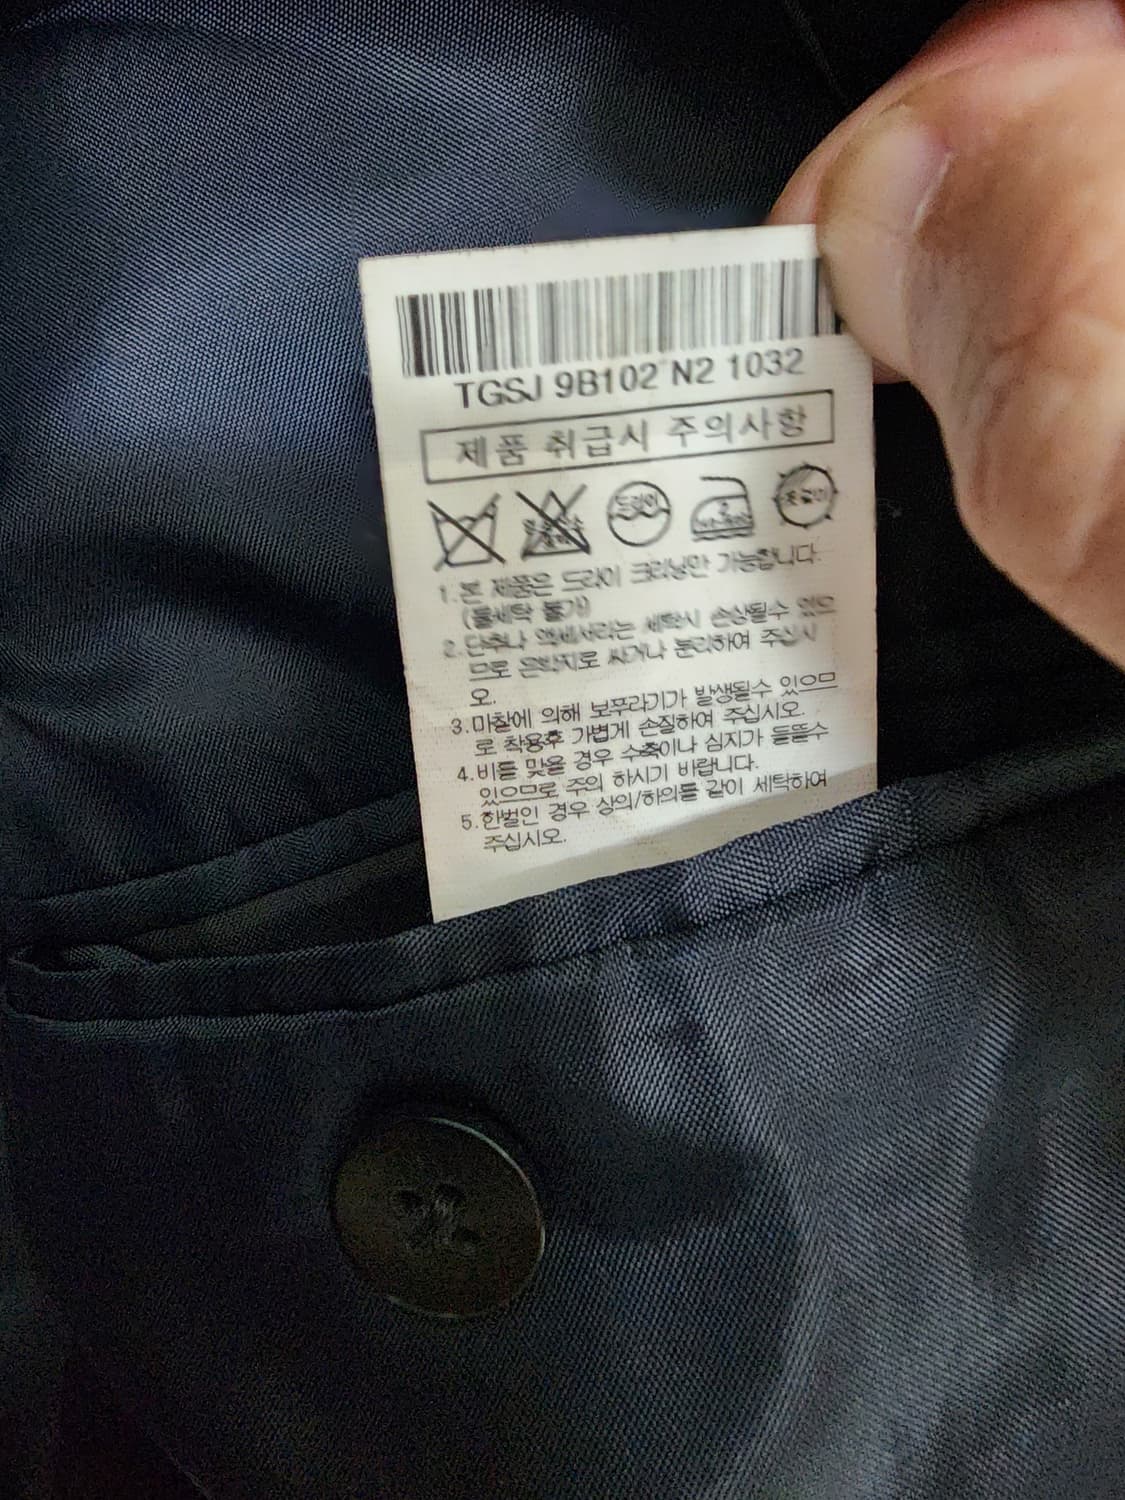 TGSJ 9B102 N2 1032
제품 취급시 주의사항
드라이
옷걸이
1.본 제품은 드라이 크리닝만 가능합니다.
(물세탁 불가)
2.단추나 액세서리는 세탁시 손상될수 있으
므로 은박지로 싸거나 분리하여 주십시
오.
3.마찰에 의해 보푸라기가 발생될수 있으므
로 착용후 가볍게 손질하여 주십시오
4.비를 맞을 경우 수축이나 심지가 들뜰수
있으므로 주의 하시기 바랍니다.
5.한벌인 경우 상의/하의를 같이 세탁하여
주십시오.